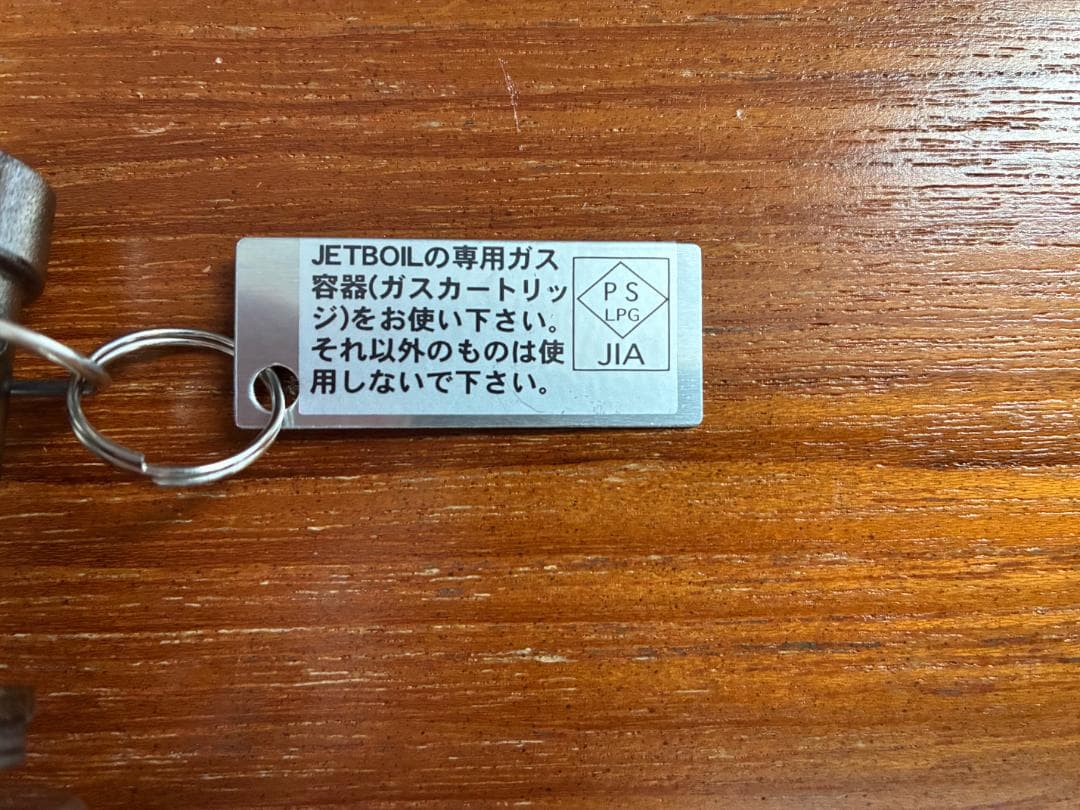 JETBOILの専用ガス
容器(ガスカートリッ
ジ)をお使い下さい。
それ以外のものは使
用しないで下さい。
PS
LPG
JIA